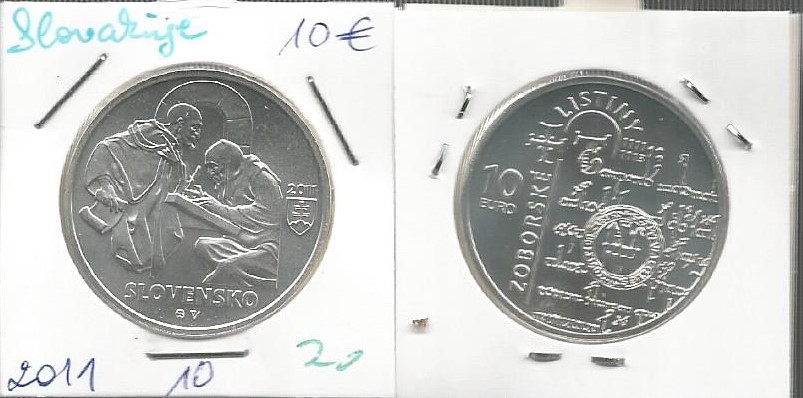 Slovakije 10€
2011
SLOVENSKO
2011 10 20
ZOBORSKÉ LISTINY
10
EURO